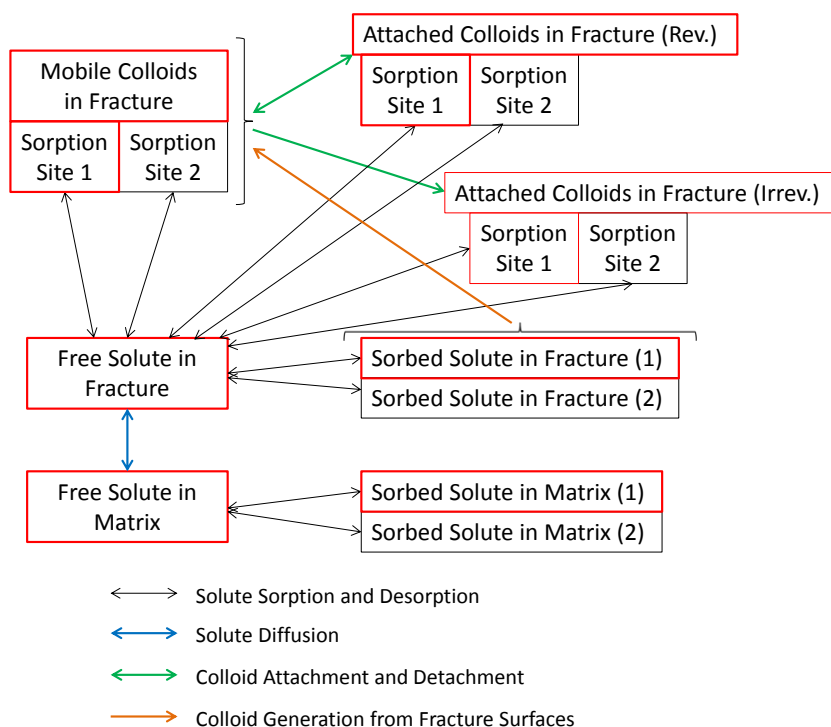 Attached Colloids in Fracture (Rev.)
Mobile Colloids
in Fracture
Sorption
Site 1
Sorption
Site 2
Sorption
Site 1
Sorption
Site 2
Attached Colloids in Fracture (Irrev.)
Sorption
Site 1
Sorption
Site 2
Free Solute in
Fracture
Sorbed Solute in Fracture (1)
Sorbed Solute in Fracture (2)
Free Solute in
Matrix
Sorbed Solute in Matrix (1)
Sorbed Solute in Matrix (2)
Solute Sorption and Desorption
Solute Diffusion
Colloid Attachment and Detachment
Colloid Generation from Fracture Surfaces